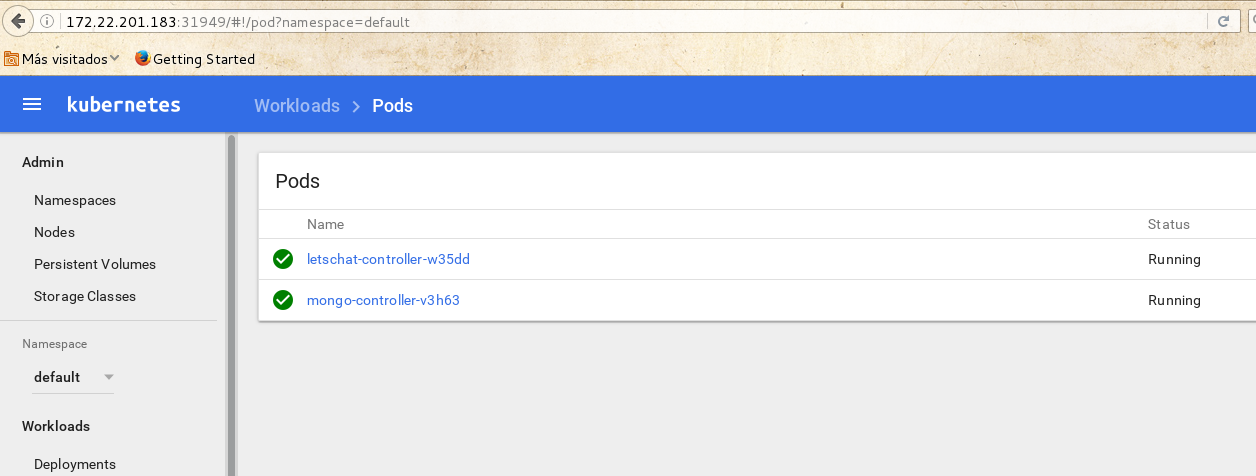 172.22.201.183:31949/#!/pod?namespace=default
Más visitados Getting Started
kubernetes Workloads > Pods
Admin
Namespaces
Nodes
Persistent Volumes
Storage Classes
Namespace
default
Workloads
Deployments
Pods
Name Status
letschat-controller-w35dd Running
mongo-controller-v3h63 Running